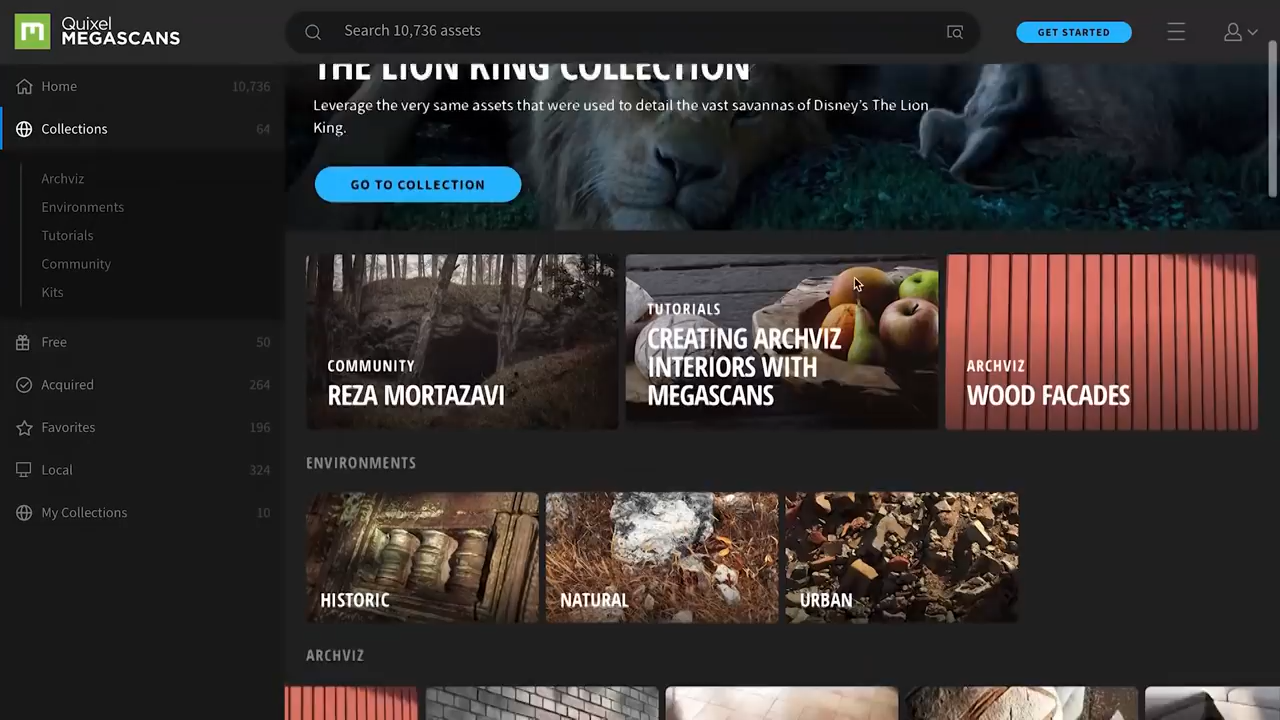 Quixel
MEGASCANS
Search 10,736 assets
GET STARTED
Home 10,736
Collections 64
Archviz
Environments
Tutorials
Community
Kits
Free 50
Acquired 264
Favorites 196
Local 324
My Collections 10
THE LION KING COLLECTION
Leverage the very same assets that were used to detail the vast savannas of Disney's The Lion
King.
GO TO COLLECTION
COMMUNITY
REZA MORTAZAVI
TUTORIALS
CREATING ARCHVIZ
INTERIORS WITH
MEGASCANS
ARCHVIZ
WOOD FACADES
ENVIRONMENTS
HISTORIC
NATURAL
URBAN
ARCHVIZ